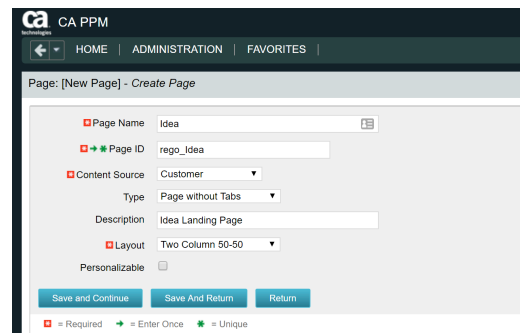 ca CA PPM
technologies
HOME | ADMINISTRATION | FAVORITES |
Page: [New Page] - Create Page
Page Name Idea
Page ID rego_Idea
Content Source Customer
Type Page without Tabs
Description Idea Landing Page
Layout Two Column 50-50
Personalizable
Save and Continue Save And Return Return
= Required = Enter Once = Unique